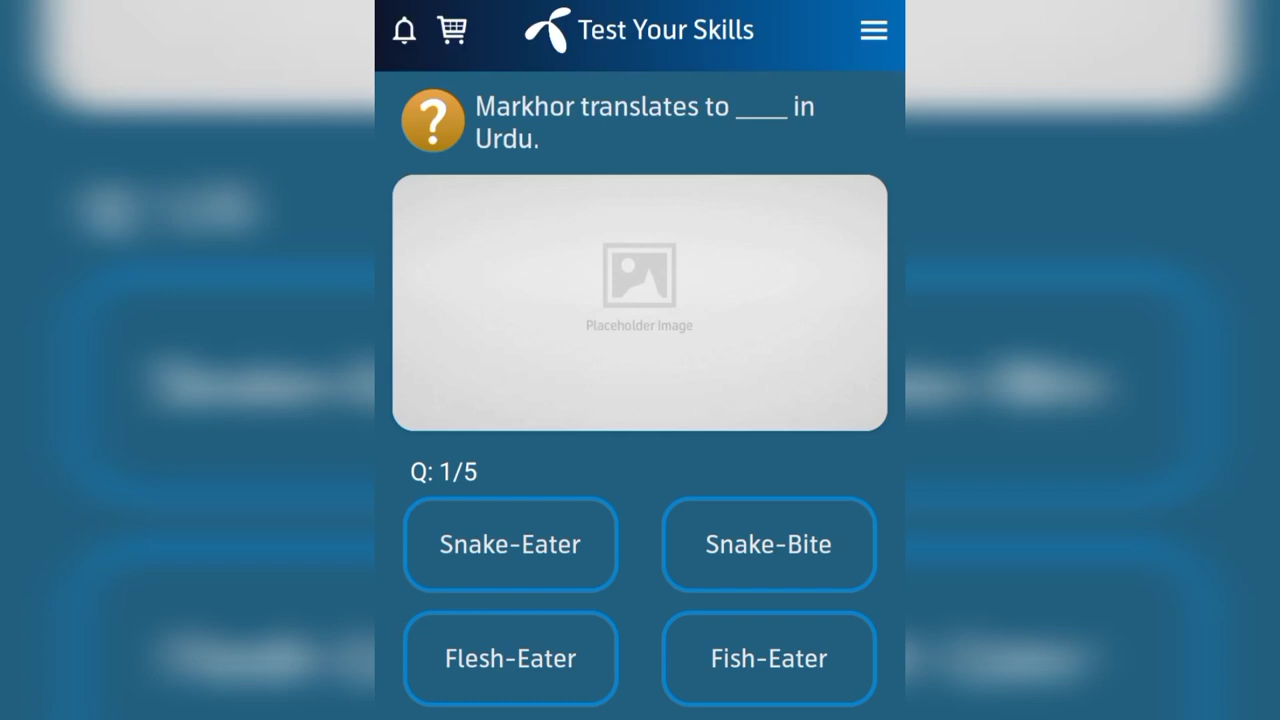 Test Your Skills
Markhor translates to ____ in
Urdu.
Placeholder Image
Q: 1/5
Snake-Eater
Snake-Bite
Flesh-Eater
Fish-Eater